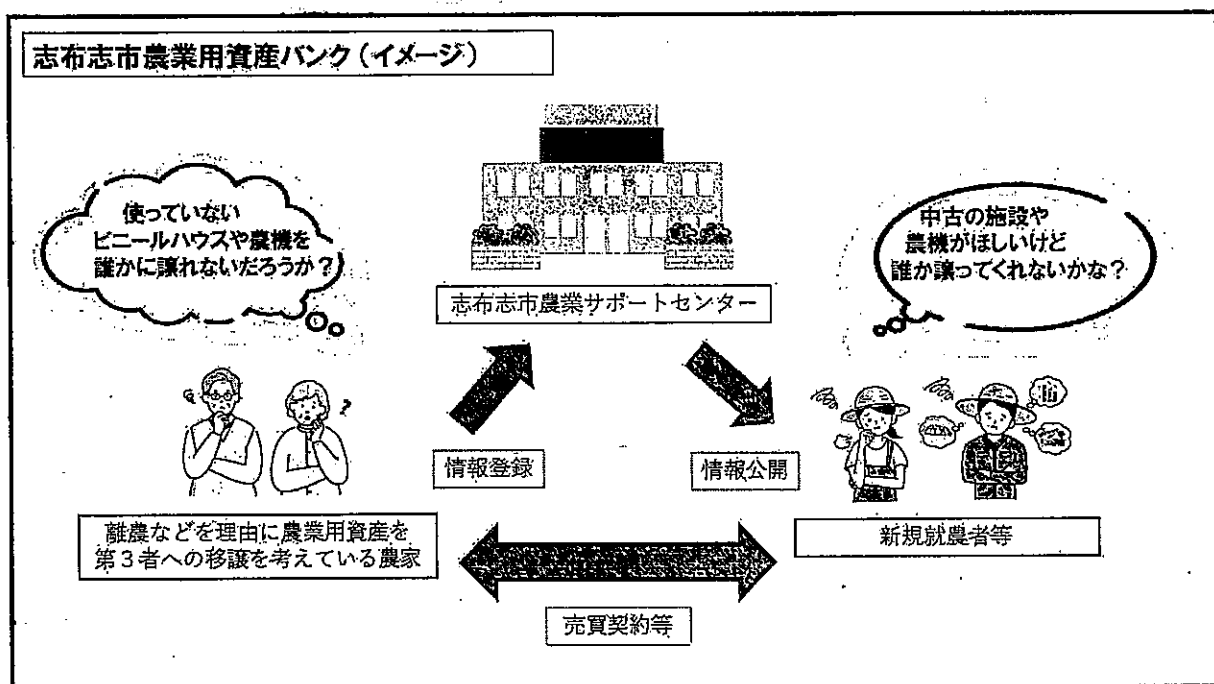 志布志市農業用資産バンク(イメージ)
使っていない
ビニールハウスや農機を
誰かに譲れないだろうか?
中古の施設や
農機がほしいけど
誰か譲ってくれないかな?
志布志市農業サポートセンター
情報登録
情報公開
離農などを理由に農業用資産を
第3者への移譲を考えている農家
新規就農者等
売買契約等